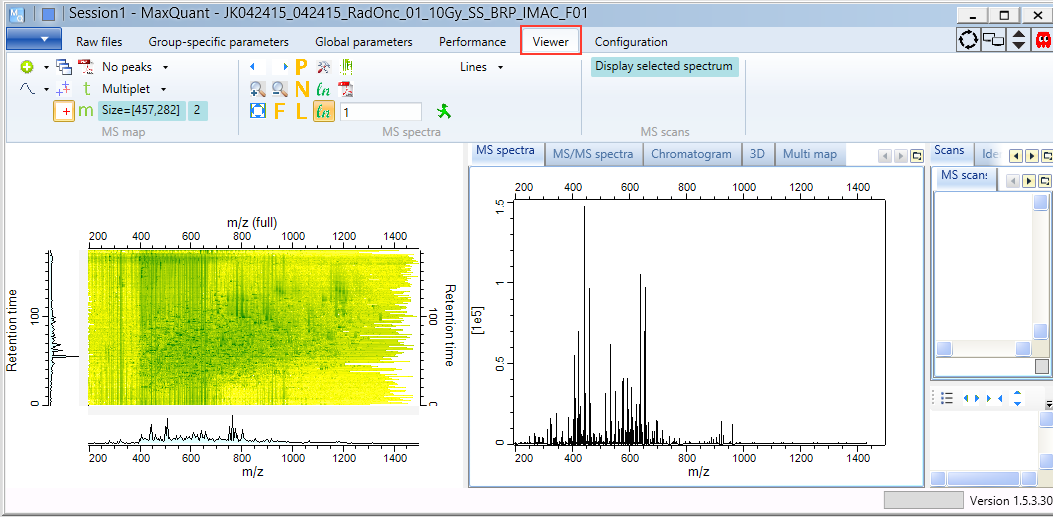 Session1 - MaxQuant - JK042415_042415_RadOnc_01_10Gy_SS_BRP_IMAC_F01
Raw files Group-specific parameters Global parameters Performance Viewer Configuration
No peaks P Lines Display selected spectrum
t Multiplet N ln
m Size=[457,282] 2 F L ln 1
MS map MS spectra MS scans
MS spectra MS/MS spectra Chromatogram 3D Multi map Scans Ide
MS scans
m/z (full)
200 400 600 800 1000 1200 1400
Retention time
0 100
Retention time
0 100
200 400 600 800 1000 1200 1400
m/z
200 400 600 800 1000 1200 1400
[1e5]
1.5
1
0.5
0
200 400 600 800 1000 1200 1400
m/z
Version 1.5.3.30